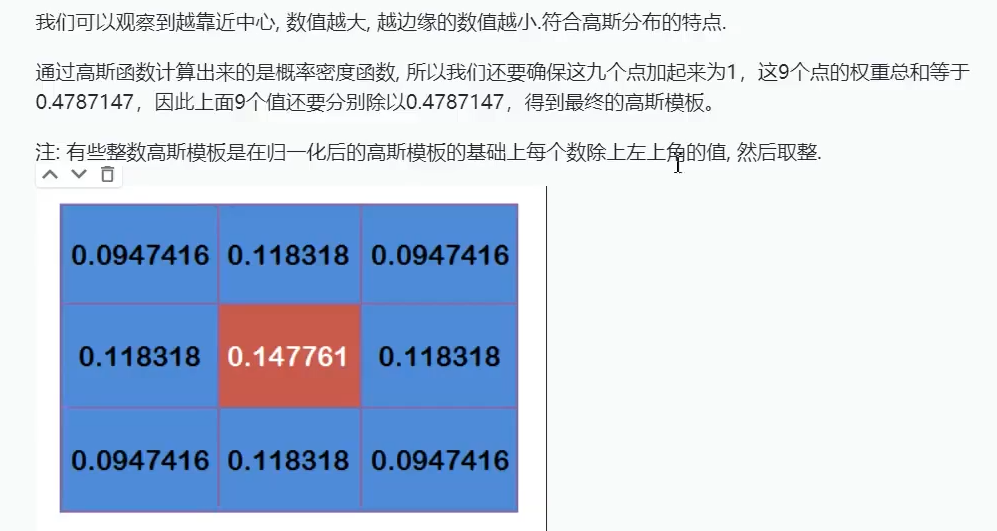 我们可以观察到越靠近中心, 数值越大, 越边缘的数值越小.符合高斯分布的特点.
通过高斯函数计算出来的是概率密度函数, 所以我们还要确保这九个点加起来为1，这9个点的权重总和等于
0.4787147，因此上面9个值还要分别除以0.4787147，得到最终的高斯模板。
注: 有些整数高斯模板是在归一化后的高斯模板的基础上每个数除上左上角的值, 然后取整.
0.0947416 0.118318 0.0947416
0.118318 0.147761 0.118318
0.0947416 0.118318 0.0947416